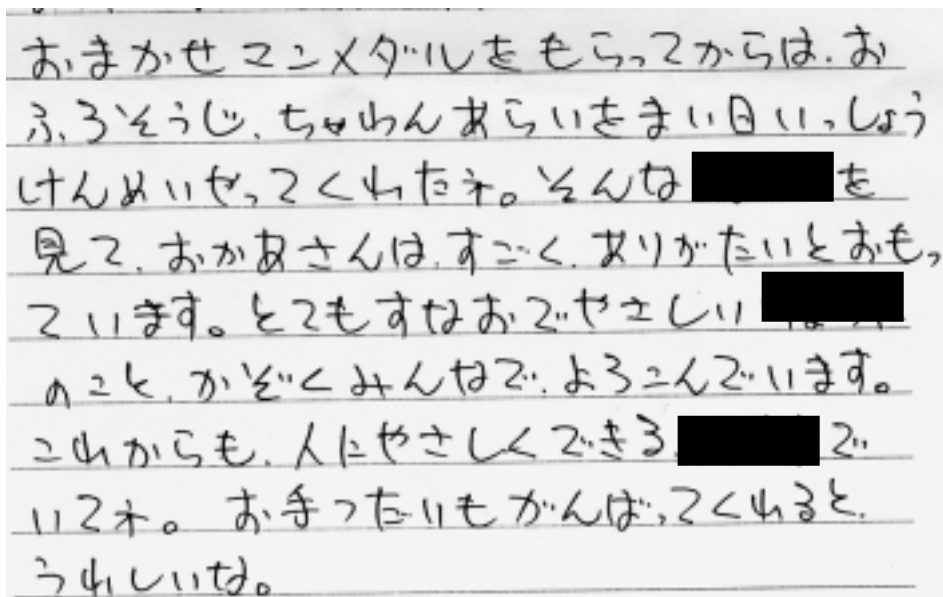 おまかせマンメダルをもらってからは、お
ふろそうじ、ちゃわんあらいをまい日いっしょう
けんめいやってくれたネ。そんな
を
見て、おかあさんは、すごく、ありがたいとおもっ
ています。とてもすなおでやさしい
のこと、かぞくみんなで、よろこんでいます。
これからも、人にやさしくできる
で
いてネ。お手つたいもがんばってくれると、
うれしいな。